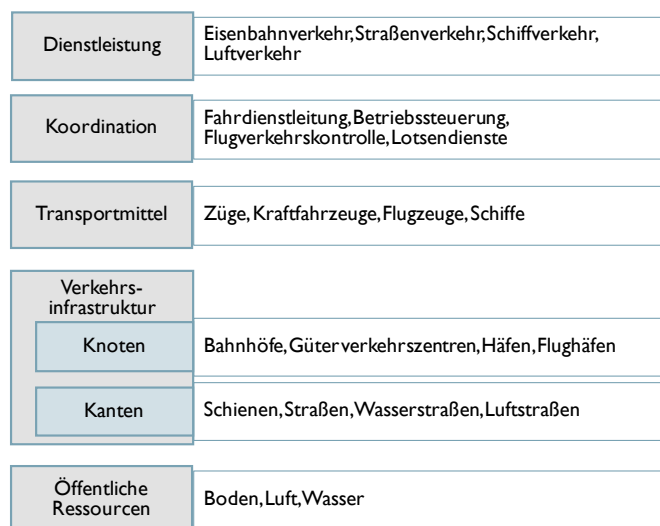 Dienstleistung
Eisenbahnverkehr, Straßenverkehr, Schiffverkehr,
Luftverkehr
Koordination
Fahrdienstleitung, Betriebssteuerung,
Flugverkehrskontrolle, Lotsendienste
Transportmittel
Züge, Kraftfahrzeuge, Flugzeuge, Schiffe
Verkehrs-
infrastruktur
Knoten
Bahnhöfe, Güterverkehrszentren, Häfen, Flughäfen
Kanten
Schienen, Straßen, Wasserstraßen, Luftstraßen
Öffentliche
Ressourcen
Boden, Luft, Wasser